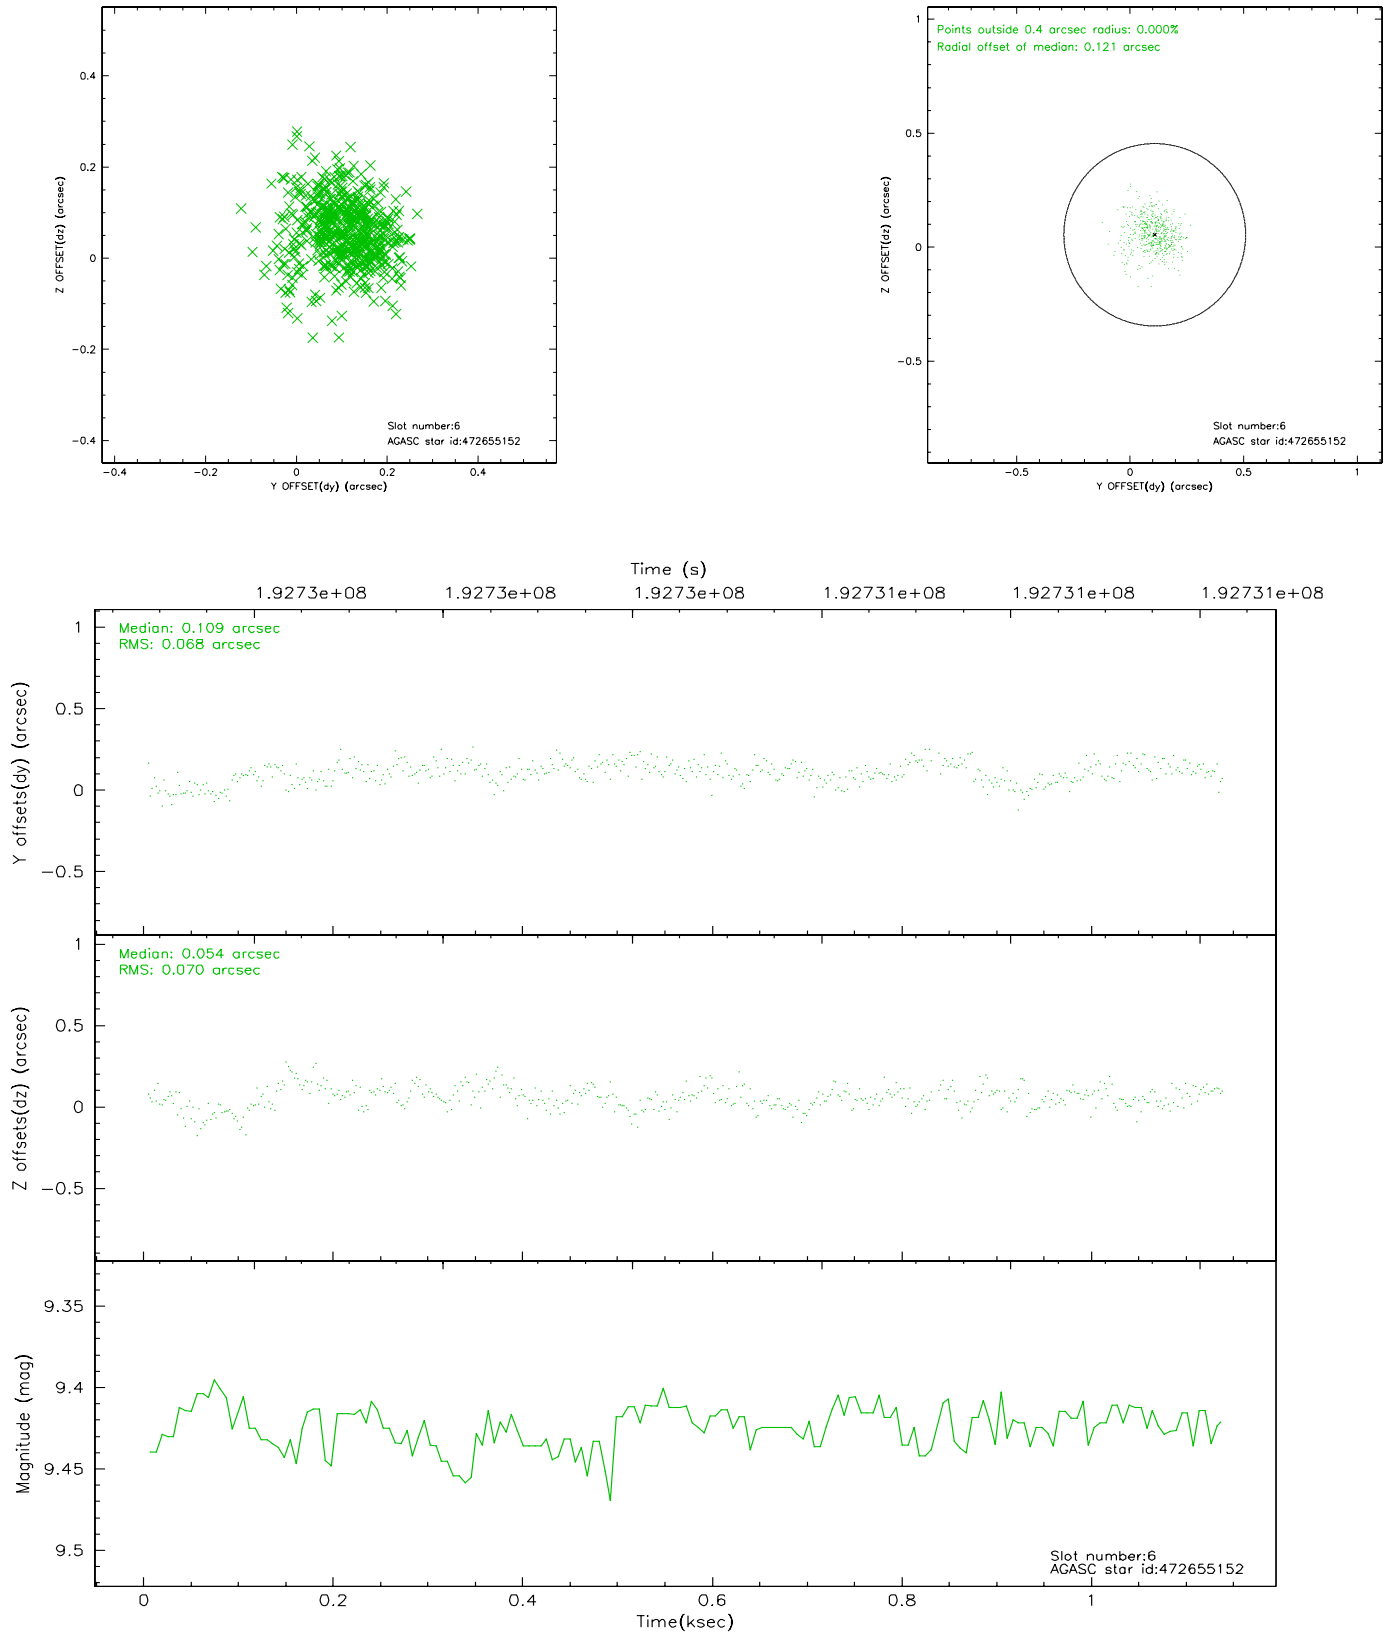 0.4
0.2
0
−0.2
−0.4
Z OFFSET(dz) (arcsec)
Slot number:6
AGASC star id:472655152
−0.4 −0.2 0 0.2 0.4
Y OFFSET(dy) (arcsec)
Points outside 0.4 arcsec radius: 0.000%
Radial offset of median: 0.121 arcsec
1
0.5
0
−0.5
Z OFFSET(dz) (arcsec)
Slot number:6
AGASC star id:472655152
−0.5 0 0.5 1
Y OFFSET(dy) (arcsec)
Time (s)
1.9273e+08 1.9273e+08 1.9273e+08 1.92731e+08 1.92731e+08 1.92731e+08
Median: 0.109 arcsec
RMS: 0.068 arcsec
1
0.5
0
−0.5
Y offsets(dy) (arcsec)
Median: 0.054 arcsec
RMS: 0.070 arcsec
1
0.5
0
−0.5
Z offsets(dz) (arcsec)
9.35
9.4
9.45
9.5
Magnitude (mag)
Slot number:6
AGASC star id:472655152
0 0.2 0.4 0.6 0.8 1
Time(ksec)